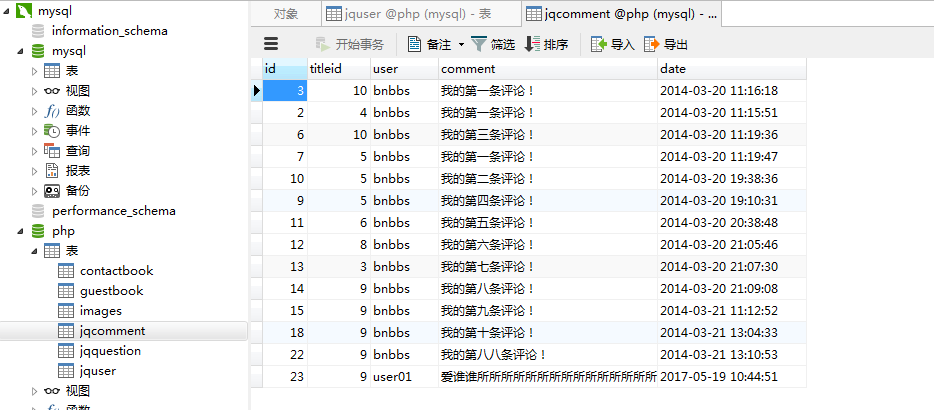 mysql
information_schema
mysql
表
视图
函数
事件
查询
报表
备份
performance_schema
php
表
contactbook
guestbook
images
jqcomment
jqquestion
jquser
视图
函数
对象 jquser @php (mysql) - 表 jqcomment @php (mysql) - ...
开始事务 备注 筛选 排序 导入 导出
id titleid user comment date
3 10 bnbbs 我的第一条评论！ 2014-03-20 11:16:18
2 4 bnbbs 我的第一条评论！ 2014-03-20 11:15:51
6 10 bnbbs 我的第三条评论！ 2014-03-20 11:19:36
7 5 bnbbs 我的第一条评论！ 2014-03-20 11:19:47
10 5 bnbbs 我的第二条评论！ 2014-03-20 19:38:36
9 5 bnbbs 我的第四条评论！ 2014-03-20 19:10:31
11 6 bnbbs 我的第五条评论！ 2014-03-20 20:38:48
12 8 bnbbs 我的第六条评论！ 2014-03-20 21:05:46
13 3 bnbbs 我的第七条评论！ 2014-03-20 21:07:30
14 9 bnbbs 我的第八条评论！ 2014-03-20 21:09:08
15 9 bnbbs 我的第九条评论！ 2014-03-21 11:12:52
18 9 bnbbs 我的第十条评论！ 2014-03-21 13:04:33
22 9 bnbbs 我的第八八条评论！ 2014-03-21 13:10:53
23 9 user01 爱谁谁所所所所所所所所所所所所所所所 2017-05-19 10:44:51